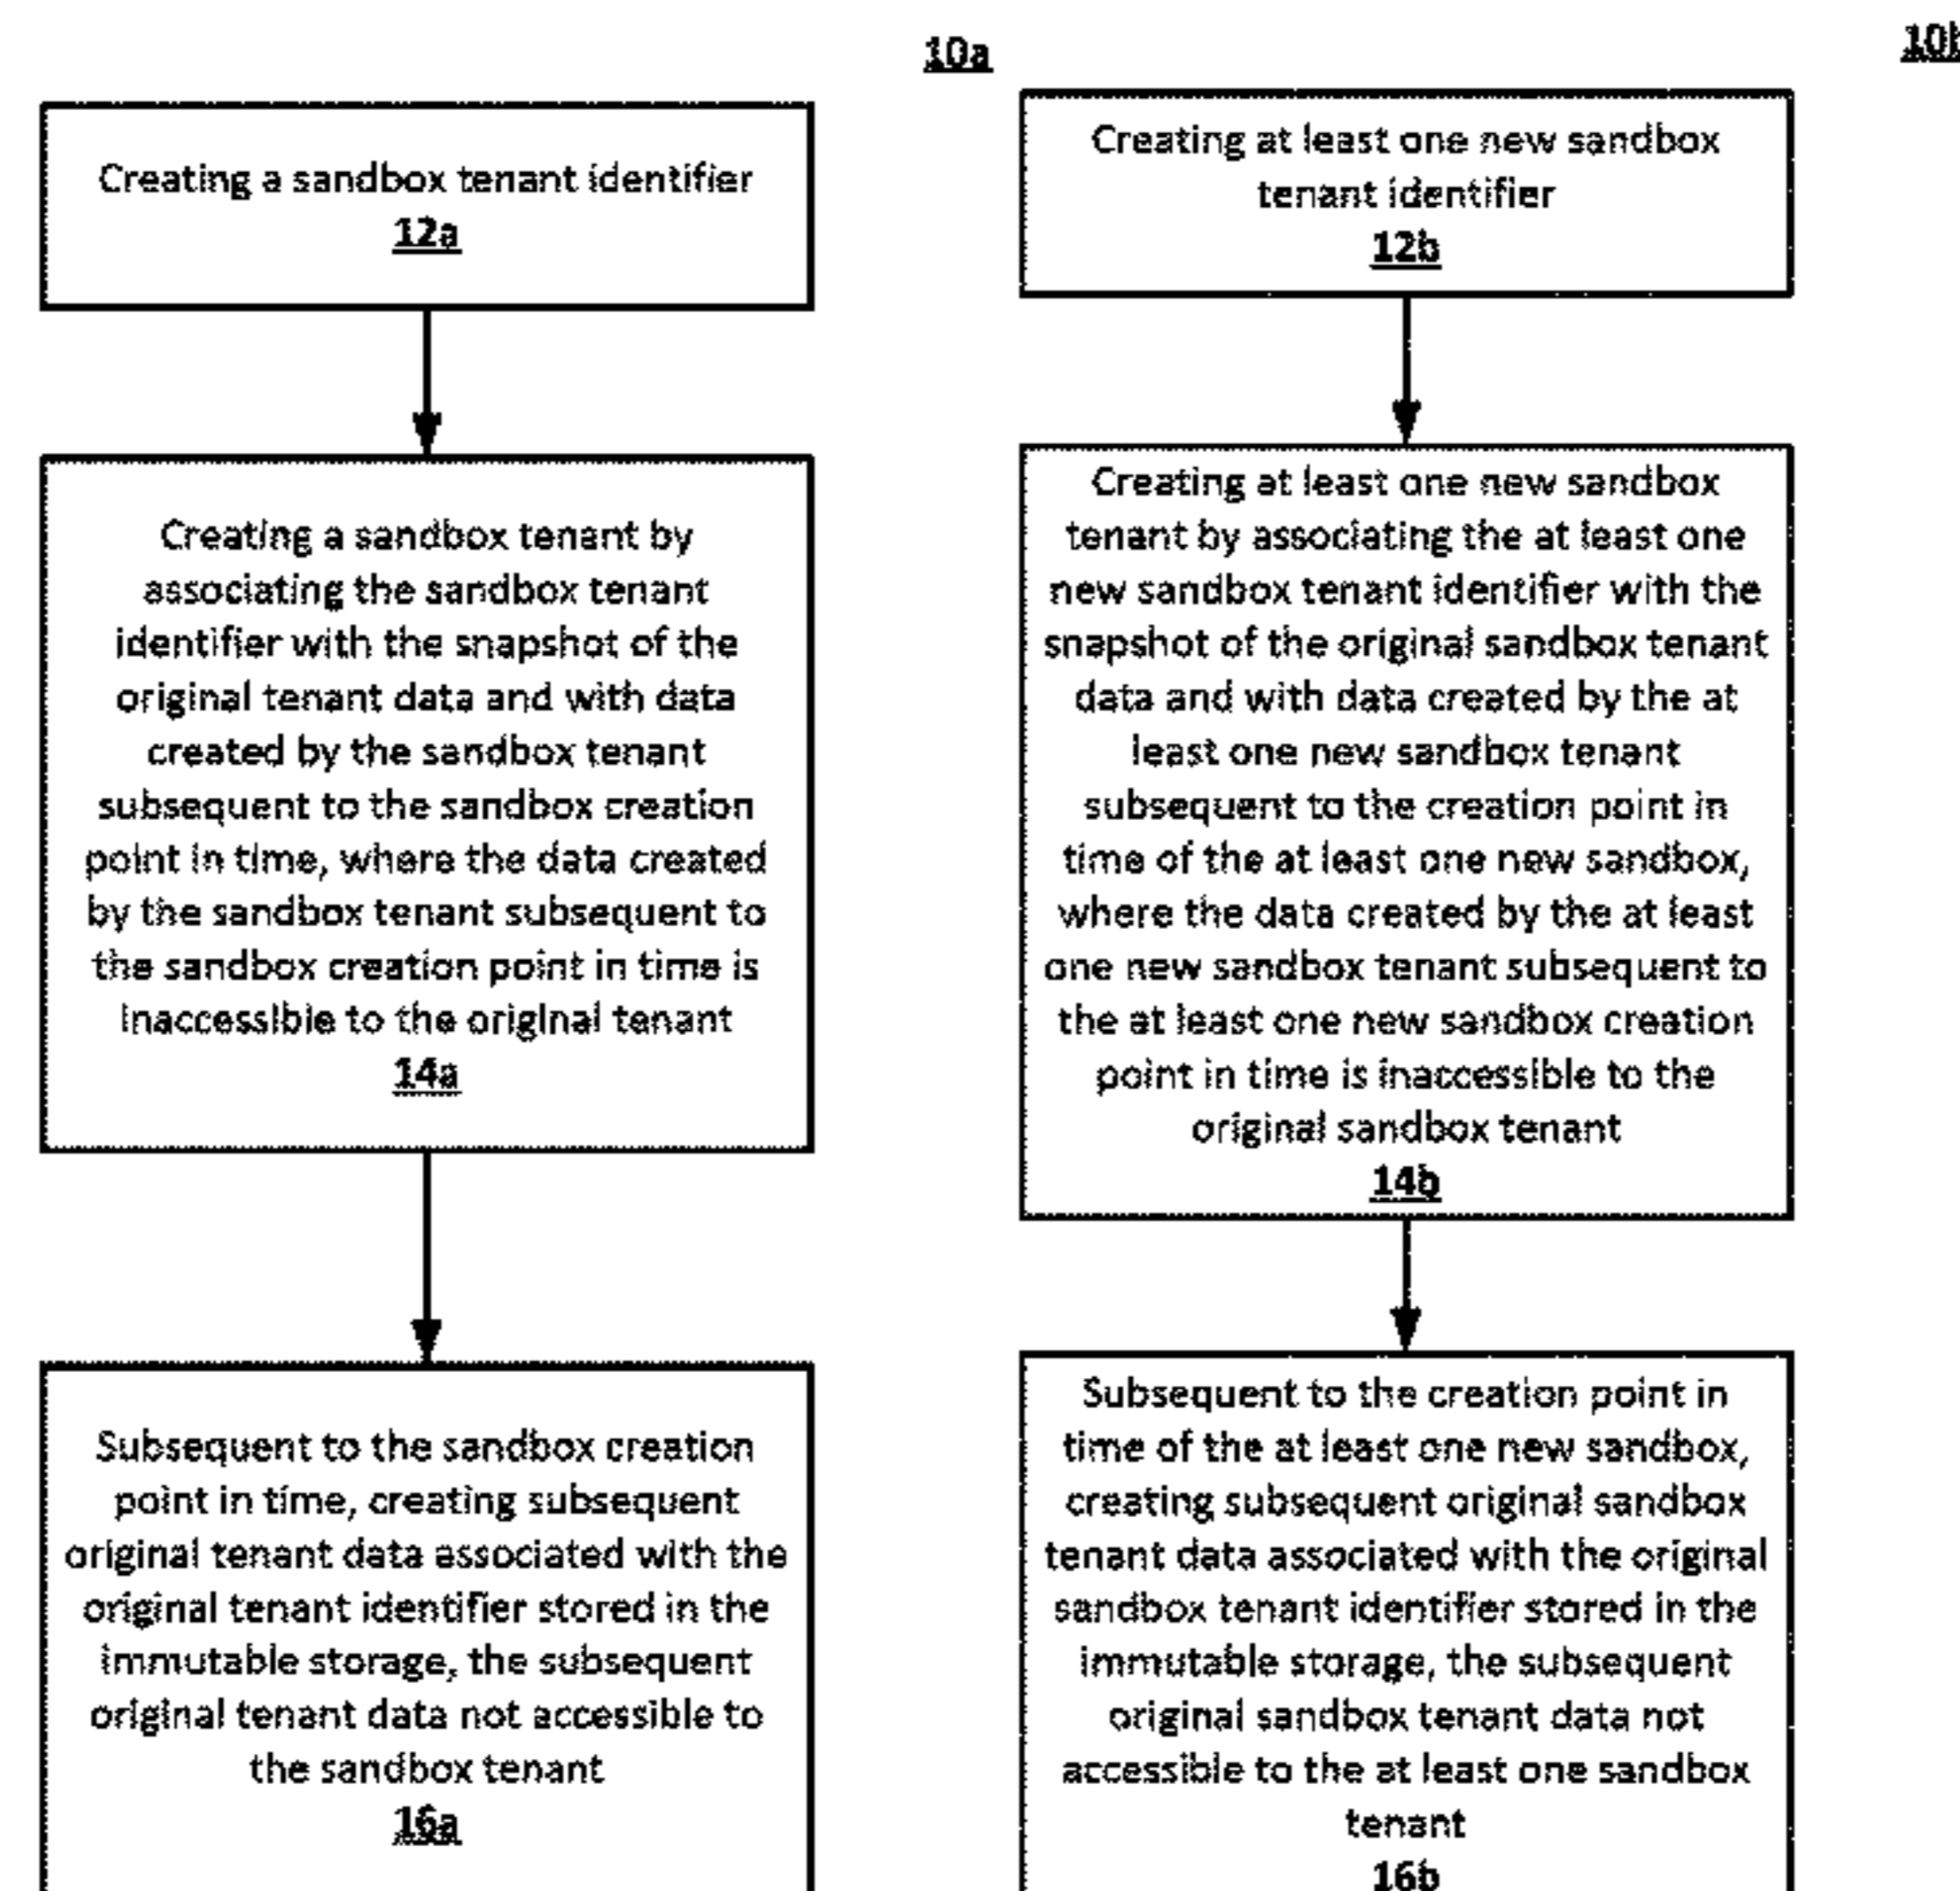 10a
Creating a sandbox tenant identifier
12a
Creating a sandbox tenant by
associating the sandbox tenant
identifier with the snapshot of the
original tenant data and with data
created by the sandbox tenant
subsequent to the sandbox creation
point in time, where the data created
by the sandbox tenant subsequent to
the sandbox creation point in time is
inaccessible to the original tenant
14a
Subsequent to the sandbox creation
point in time, creating subsequent
original tenant data associated with the
original tenant identifier stored in the
immutable storage, the subsequent
original tenant data not accessible to
the sandbox tenant
16a
10b
Creating at least one new sandbox
tenant identifier
12b
Creating at least one new sandbox
tenant by associating the at least one
new sandbox tenant identifier with the
snapshot of the original sandbox tenant
data and with data created by the at
least one new sandbox tenant
subsequent to the creation point in
time of the at least one new sandbox,
where the data created by the at least
one new sandbox tenant subsequent to
the at least one new sandbox creation
point in time is inaccessible to the
original sandbox tenant
14b
Subsequent to the creation point in
time of the at least one new sandbox,
creating subsequent original sandbox
tenant data associated with the original
sandbox tenant identifier stored in the
immutable storage, the subsequent
original sandbox tenant data not
accessible to the at least one sandbox
tenant
16b